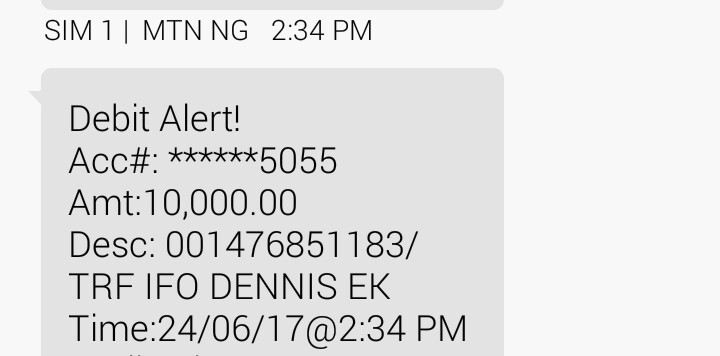 SIM 1 | MTN NG 2:34 PM
Debit Alert!
Acc#: ******5055
Amt:10,000.00
Desc: 001476851183/
TRF IFO DENNIS EK
Time:24/06/17@2:34 PM